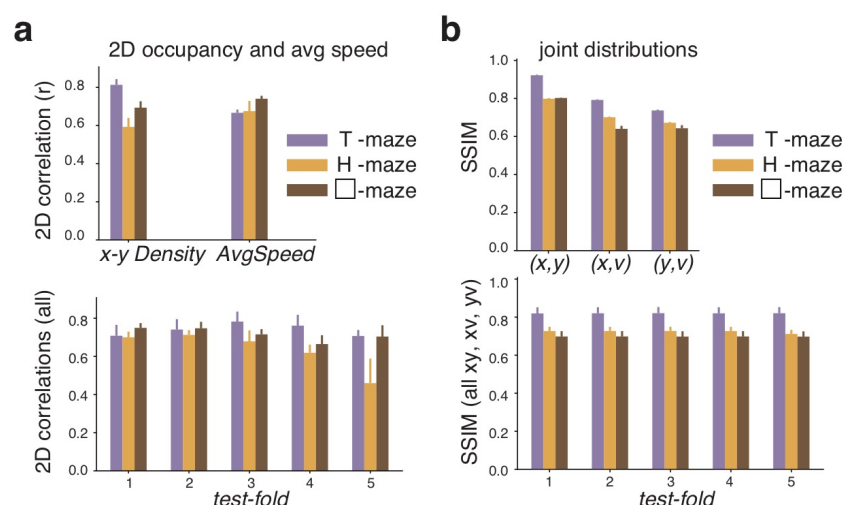 a
2D occupancy and avg speed
2D correlation (r)
0.8
0.6
0.4
0.2
0.0
x-y Density AvgSpeed
T -maze
H -maze
□-maze
2D correlations (all)
0.8
0.6
0.4
0.2
0.0
1 2 3 4 5
test-fold
b
joint distributions
SSIM
1.0
0.8
0.6
0.4
0.2
0.0
(x,y) (x,v) (y,v)
T -maze
H -maze
□-maze
SSIM (all xy, xv, yv)
1.0
0.8
0.6
0.4
0.2
0.0
1 2 3 4 5
test-fold